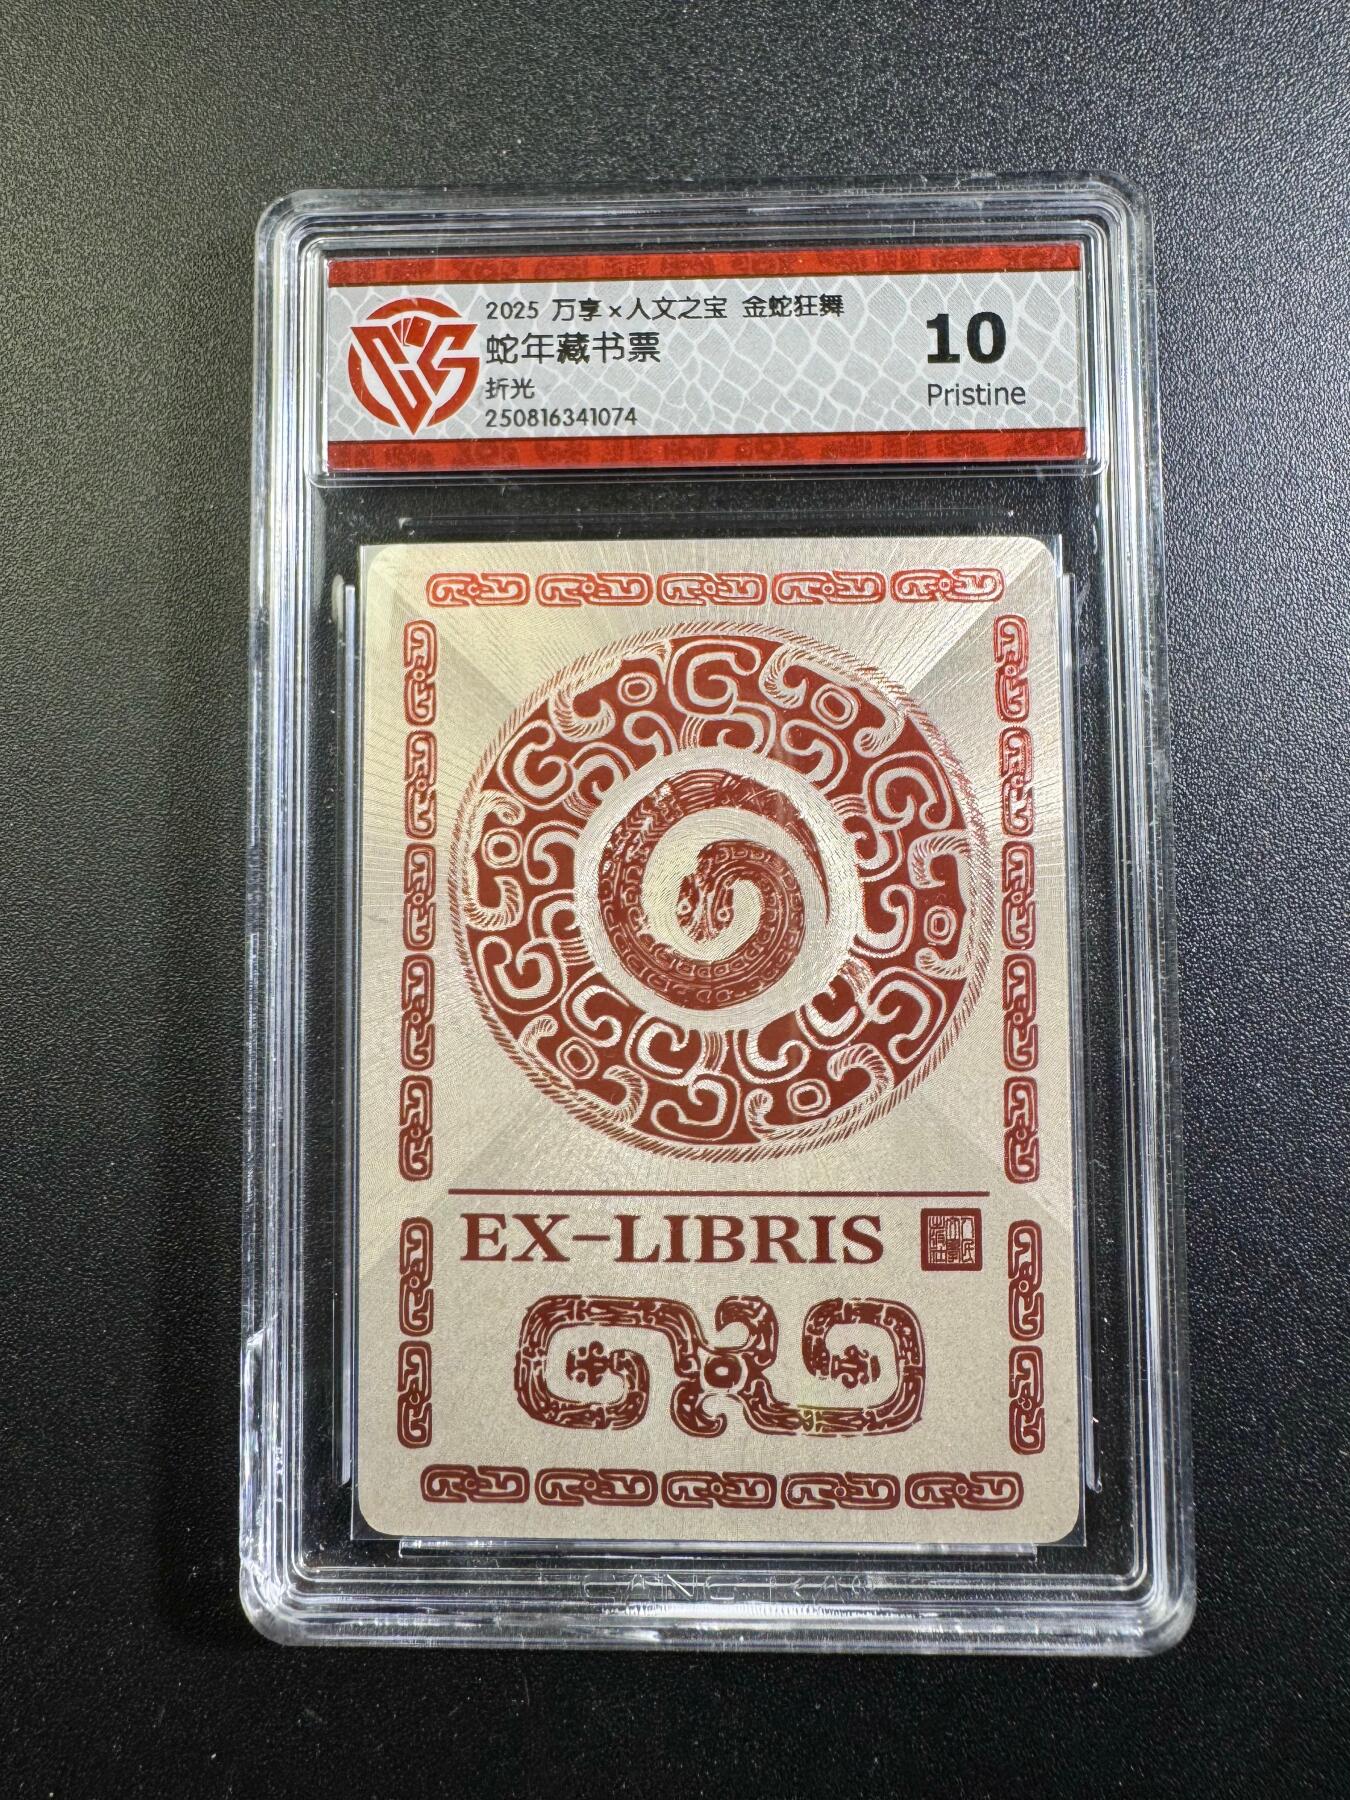 2025 万享×人文之宝 金蛇狂舞
蛇年藏书票
折光
250816341074
10
Pristine
EX-LIBRIS